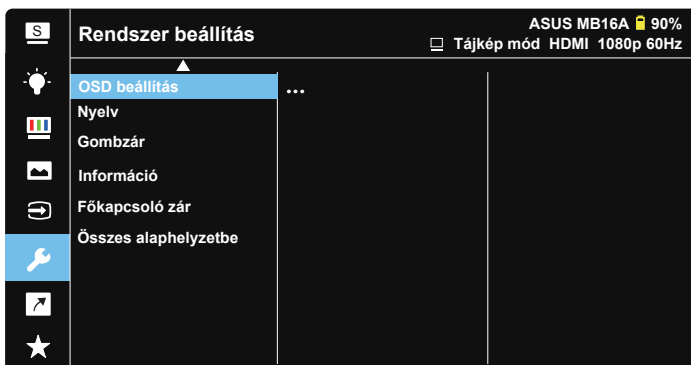 S
Rendszer beállítás
ASUS MB16A 90%
Tájkép mód HDMI 1080p 60Hz
OSD beállítás
...
Nyelv
Gombzár
Információ
Főkapcsoló zár
Összes alaphelyzetbe